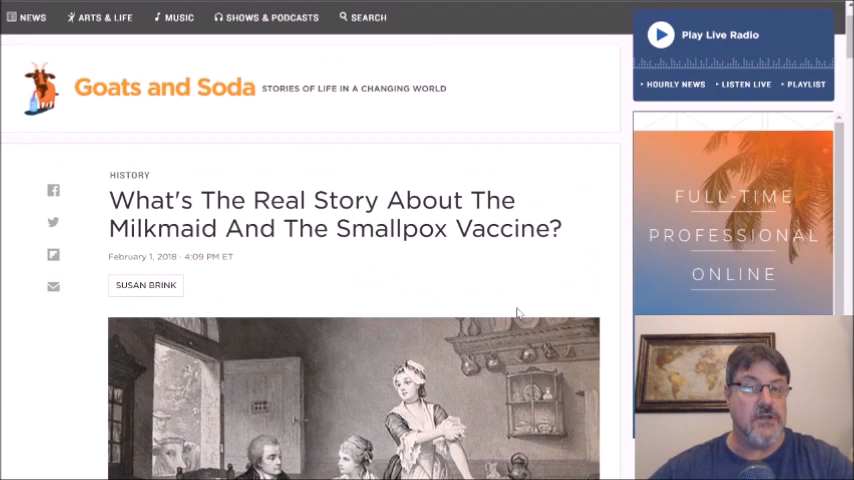 NEWS
ARTS & LIFE
MUSIC
SHOWS & PODCASTS
SEARCH
Play Live Radio
HOURLY NEWS
LISTEN LIVE
PLAYLIST
Goats and Soda
STORIES OF LIFE IN A CHANGING WORLD
HISTORY
What's The Real Story About The
Milkmaid And The Smallpox Vaccine?
February 1, 2018 · 4:09 PM ET
SUSAN BRINK
FULL-TIME
PROFESSIONAL
ONLINE